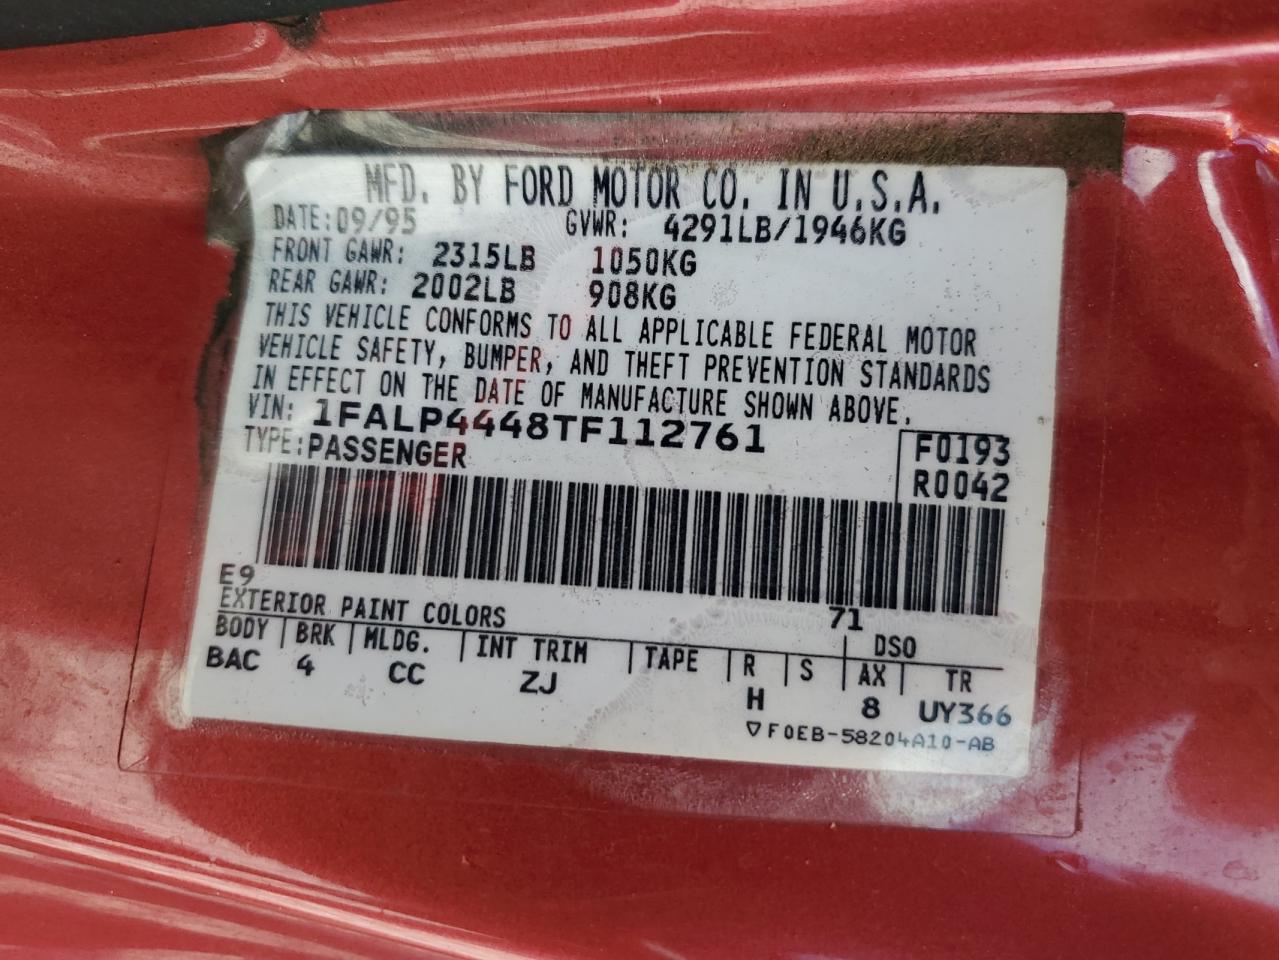 MFD. BY FORD MOTOR CO. IN U.S.A.
DATE: 09/95 GVWR: 4291LB/1946KG
FRONT GAWR: 2315LB 1050KG
REAR GAWR: 2002LB 908KG
THIS VEHICLE CONFORMS TO ALL APPLICABLE FEDERAL MOTOR
VEHICLE SAFETY, BUMPER, AND THEFT PREVENTION STANDARDS
IN EFFECT ON THE DATE OF MANUFACTURE SHOWN ABOVE.
VIN: 1FALP4448TF112761
TYPE: PASSENGER
F0193
R0042
E9 71
EXTERIOR PAINT COLORS DSO
BODY BRK MLDG. INT TRIM TAPE R S AX TR
BAC 4 CC ZJ H 8 UY366
▽F0EB-58204A10-AB